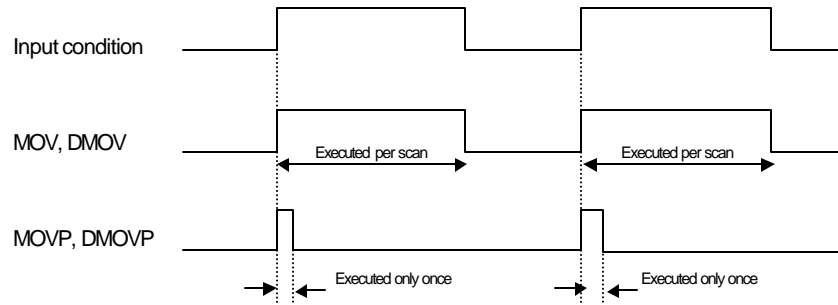 Input condition
MOV, DMOV
Executed per scan
Executed per scan
MOVP, DMOVP
Executed only once
Executed only once